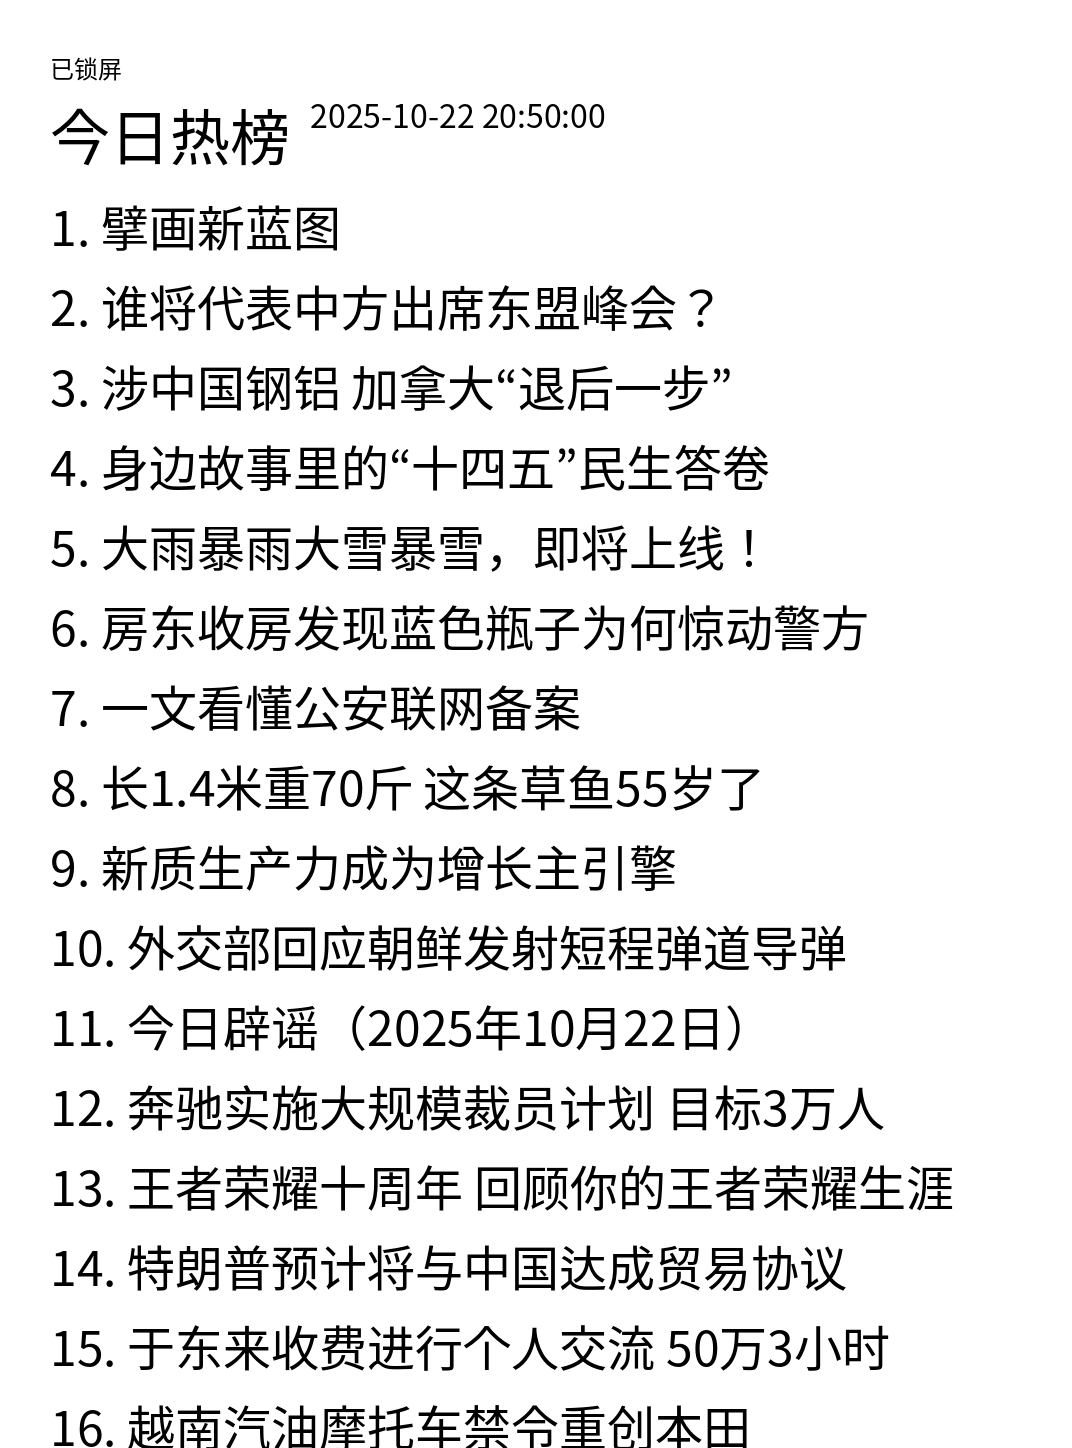 已锁屏
今日热榜 2025-10-22 20:50:00
1. 擘画新蓝图
2. 谁将代表中方出席东盟峰会？
3. 涉中国钢铝 加拿大“退后一步”
4. 身边故事里的“十四五”民生答卷
5. 大雨暴雨大雪暴雪，即将上线！
6. 房东收房发现蓝色瓶子为何惊动警方
7. 一文看懂公安联网备案
8. 长1.4米重70斤 这条草鱼55岁了
9. 新质生产力成为增长主引擎
10. 外交部回应朝鲜发射短程弹道导弹
11. 今日辟谣（2025年10月22日）
12. 奔驰实施大规模裁员计划 目标3万人
13. 王者荣耀十周年 回顾你的王者荣耀生涯
14. 特朗普预计将与中国达成贸易协议
15. 于东来收费进行个人交流 50万3小时
16. 越南汽油摩托车禁令重创本田